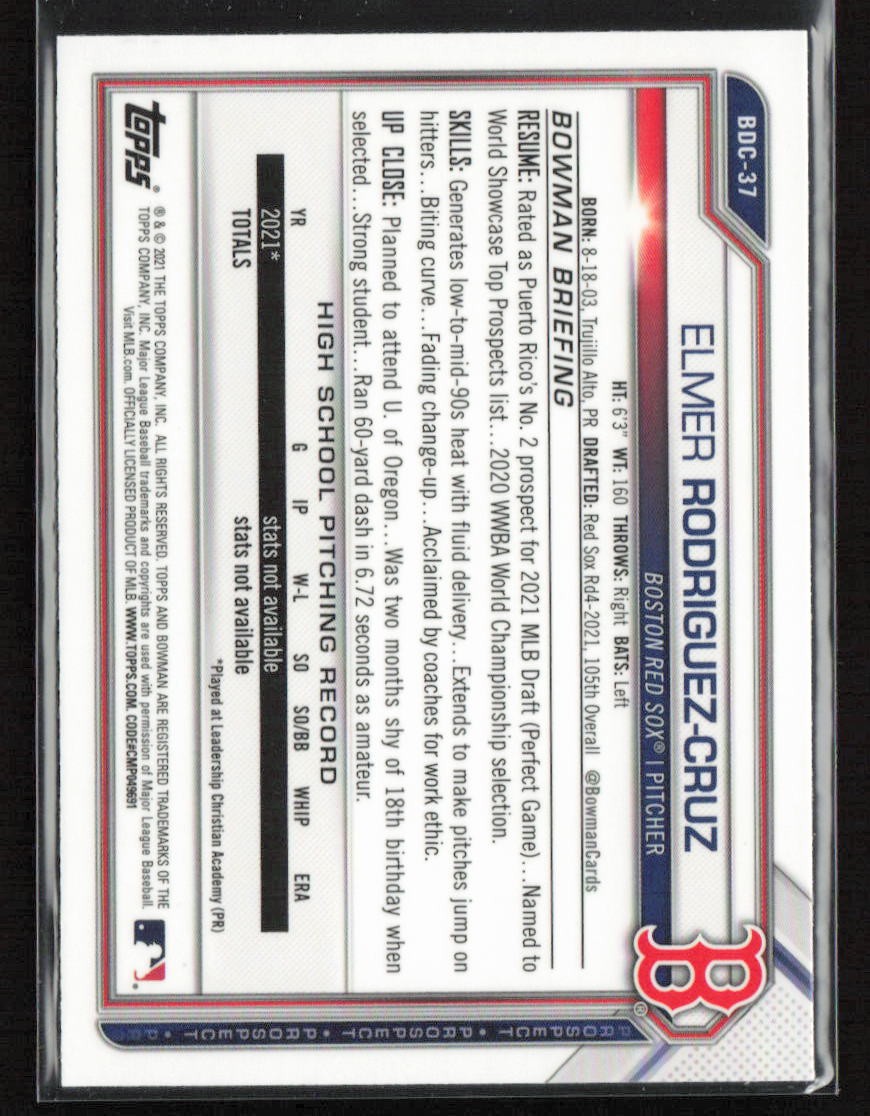 BDC-37
ELMER RODRIGUEZ-CRUZ
BOSTON RED SOX® | PITCHER
B
®
HT: 6'3" WT: 160 THROWS: Right BATS: Left
BORN: 8-18-03, Trujillo Alto, PR DRAFTED: Red Sox Rd4-2021, 105th Overall @BowmanCards
BOWMAN BRIEFING
RESUME: Rated as Puerto Rico's No. 2 prospect for 2021 MLB Draft (Perfect Game)...Named to
World Showcase Top Prospects list...2020 WWBA World Championship selection.
SKILLS: Generates low-to-mid-90s heat with fluid delivery...Extends to make pitches jump on
hitters...Biting curve...Fading change-up...Acclaimed by coaches for work ethic.
UP CLOSE: Planned to attend U. of Oregon...Was two months shy of 18th birthday when
selected...Strong student...Ran 60-yard dash in 6.72 seconds as amateur.
HIGH SCHOOL PITCHING RECORD
YR G IP W-L SO SO/BB WHIP ERA
2021* stats not available
TOTALS stats not available
*Played at Leadership Christian Academy (PR)
topps®
® & © 2021 THE TOPPS COMPANY, INC. ALL RIGHTS RESERVED. TOPPS AND BOWMAN ARE REGISTERED TRADEMARKS OF THE
TOPPS COMPANY, INC. Major League Baseball trademarks and copyrights are used with permission of Major League Baseball.
Visit MLB.com. OFFICIALLY LICENSED PRODUCT OF MLB. WWW.TOPPS.COM. CODE#CMP049691
PROSPECT • PROSPECT • PROSPECT • PR